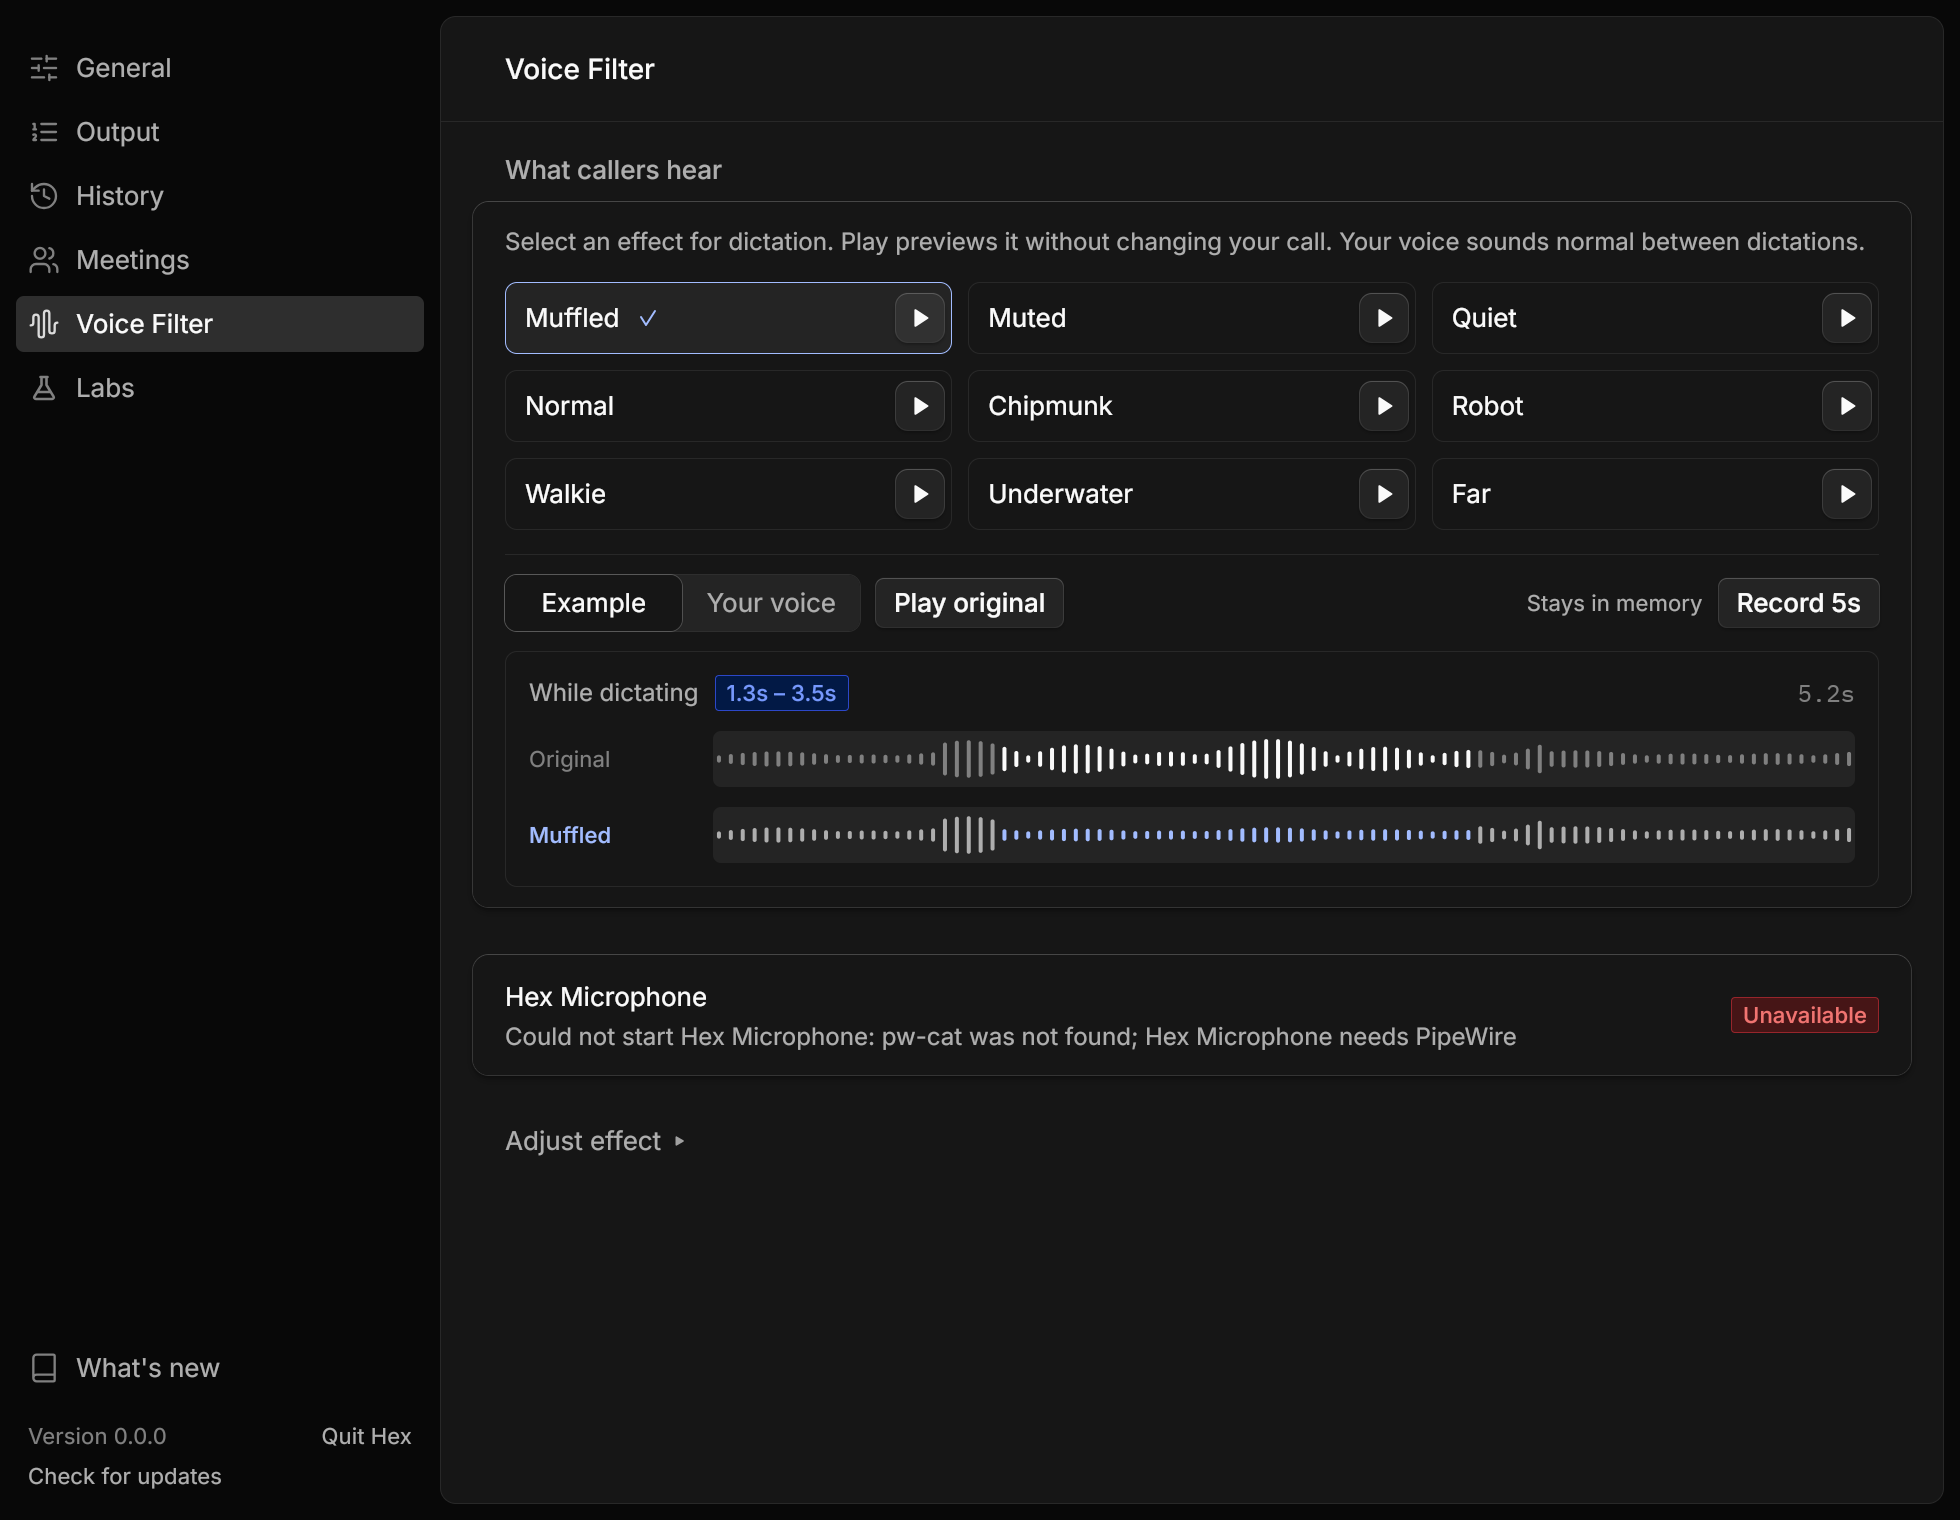 General
Output
History
Meetings
Voice Filter
Labs
What's new
Version 0.0.0
Quit Hex
Check for updates
Voice Filter
What callers hear
Select an effect for dictation. Play previews it without changing your call. Your voice sounds normal between dictations.
Muffled
Muted
Quiet
Normal
Chipmunk
Robot
Walkie
Underwater
Far
Example
Your voice
Play original
Stays in memory
Record 5s
While dictating
1.3s – 3.5s
5.2s
Original
Muffled
Hex Microphone
Could not start Hex Microphone: pw-cat was not found; Hex Microphone needs PipeWire
Unavailable
Adjust effect